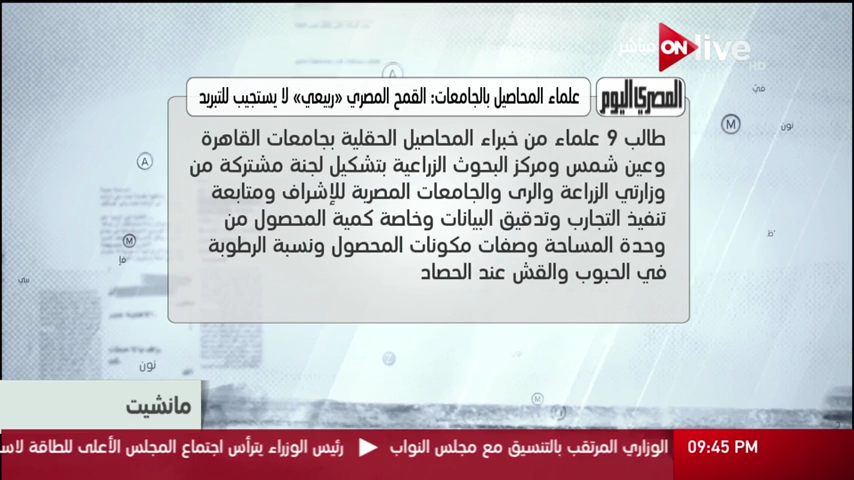 مباشر ON live
HD
المصري اليوم
علماء المحاصيل بالجامعات: القمح المصري «ربيعي» لا يستجيب للتبريد
طالب 9 علماء من خبراء المحاصيل الحقلية بجامعات القاهرة
وعين شمس ومركز البحوث الزراعية بتشكيل لجنة مشتركة من
وزارتي الزراعة والرى والجامعات المصرية للإشراف ومتابعة
تنفيذ التجارب وتدقيق البيانات وخاصة كمية المحصول من
وحدة المساحة وصفات مكونات المحصول ونسبة الرطوبة
في الحبوب والقش عند الحصاد
A
M
نون
A
M
نون
M
مانشيت
الوزاري المرتقب بالتنسيق مع مجلس النواب ◀ رئيس الوزراء يترأس اجتماع المجلس الأعلى للطاقة لاس
09:45 PM